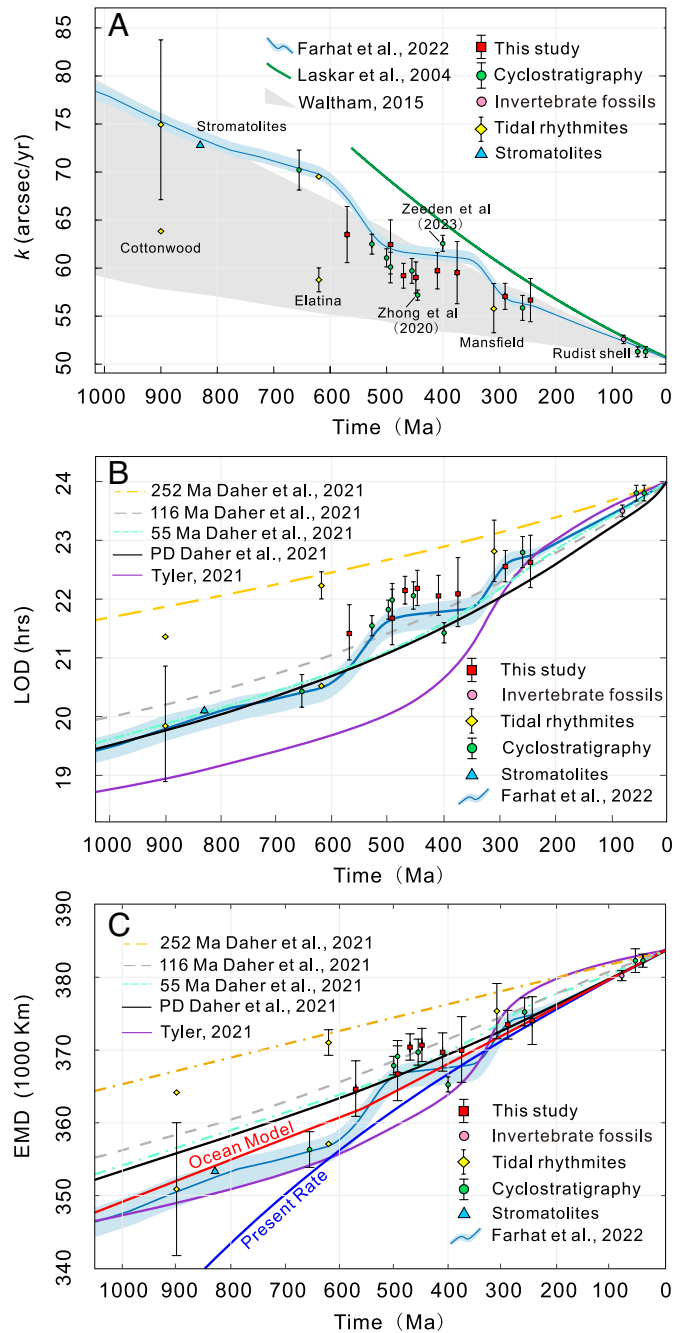 A
k (arcsec/yr)
85
80
75
70
65
60
55
50
Farhat et al., 2022
Laskar et al., 2004
Waltham, 2015
This study
Cyclostratigraphy
Invertebrate fossils
Tidal rhythmites
Stromatolites
Stromatolites
Cottonwood
Elatina
Zeeden et al
(2023)
Zhong et al
(2020)
Mansfield
Rudist shell
1000 900 800 700 600 500 400 300 200 100 0
Time (Ma)
B
LOD (hrs)
24
23
22
21
20
19
252 Ma Daher et al., 2021
116 Ma Daher et al., 2021
55 Ma Daher et al., 2021
PD Daher et al., 2021
Tyler, 2021
This study
Invertebrate fossils
Tidal rhythmites
Cyclostratigraphy
Stromatolites
Farhat et al., 2022
1000 900 800 700 600 500 400 300 200 100 0
Time (Ma)
C
EMD (1000 Km)
390
380
370
360
350
340
252 Ma Daher et al., 2021
116 Ma Daher et al., 2021
55 Ma Daher et al., 2021
PD Daher et al., 2021
Tyler, 2021
Ocean Model
Present Rate
This study
Invertebrate fossils
Tidal rhythmites
Cyclostratigraphy
Stromatolites
Farhat et al., 2022
1000 900 800 700 600 500 400 300 200 100 0
Time (Ma)